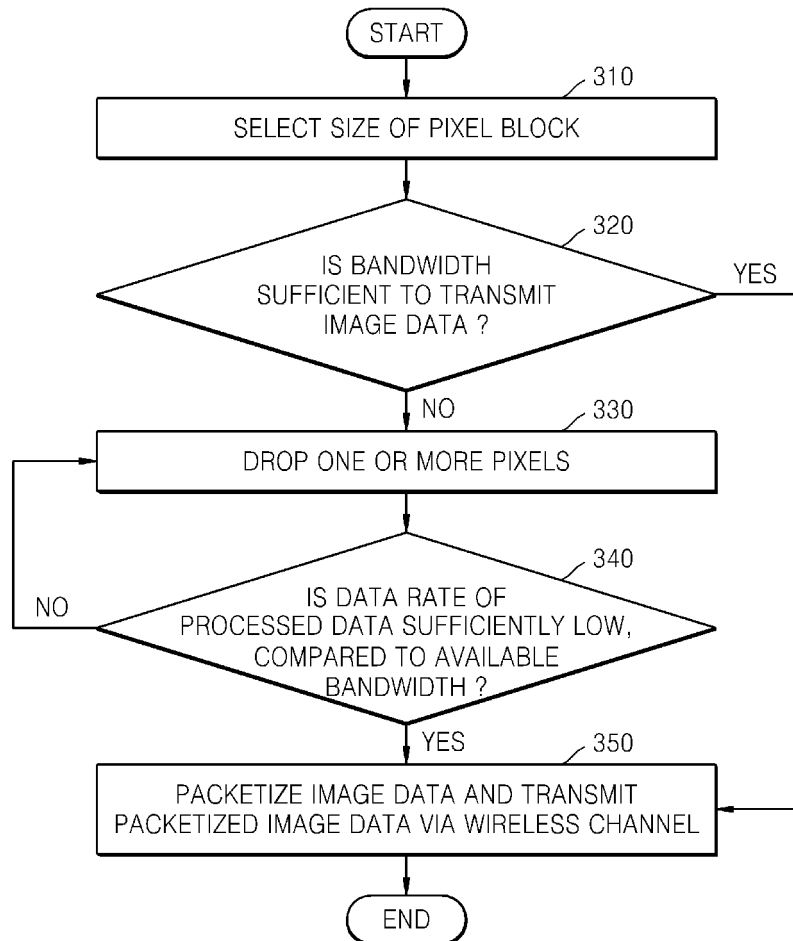 START
310
SELECT SIZE OF PIXEL BLOCK
320
IS BANDWIDTH
SUFFICIENT TO TRANSMIT
IMAGE DATA ?
YES
NO
330
DROP ONE OR MORE PIXELS
340
IS DATA RATE OF
PROCESSED DATA SUFFICIENTLY LOW,
COMPARED TO AVAILABLE
BANDWIDTH ?
NO
YES
350
PACKETIZE IMAGE DATA AND TRANSMIT
PACKETIZED IMAGE DATA VIA WIRELESS CHANNEL
END